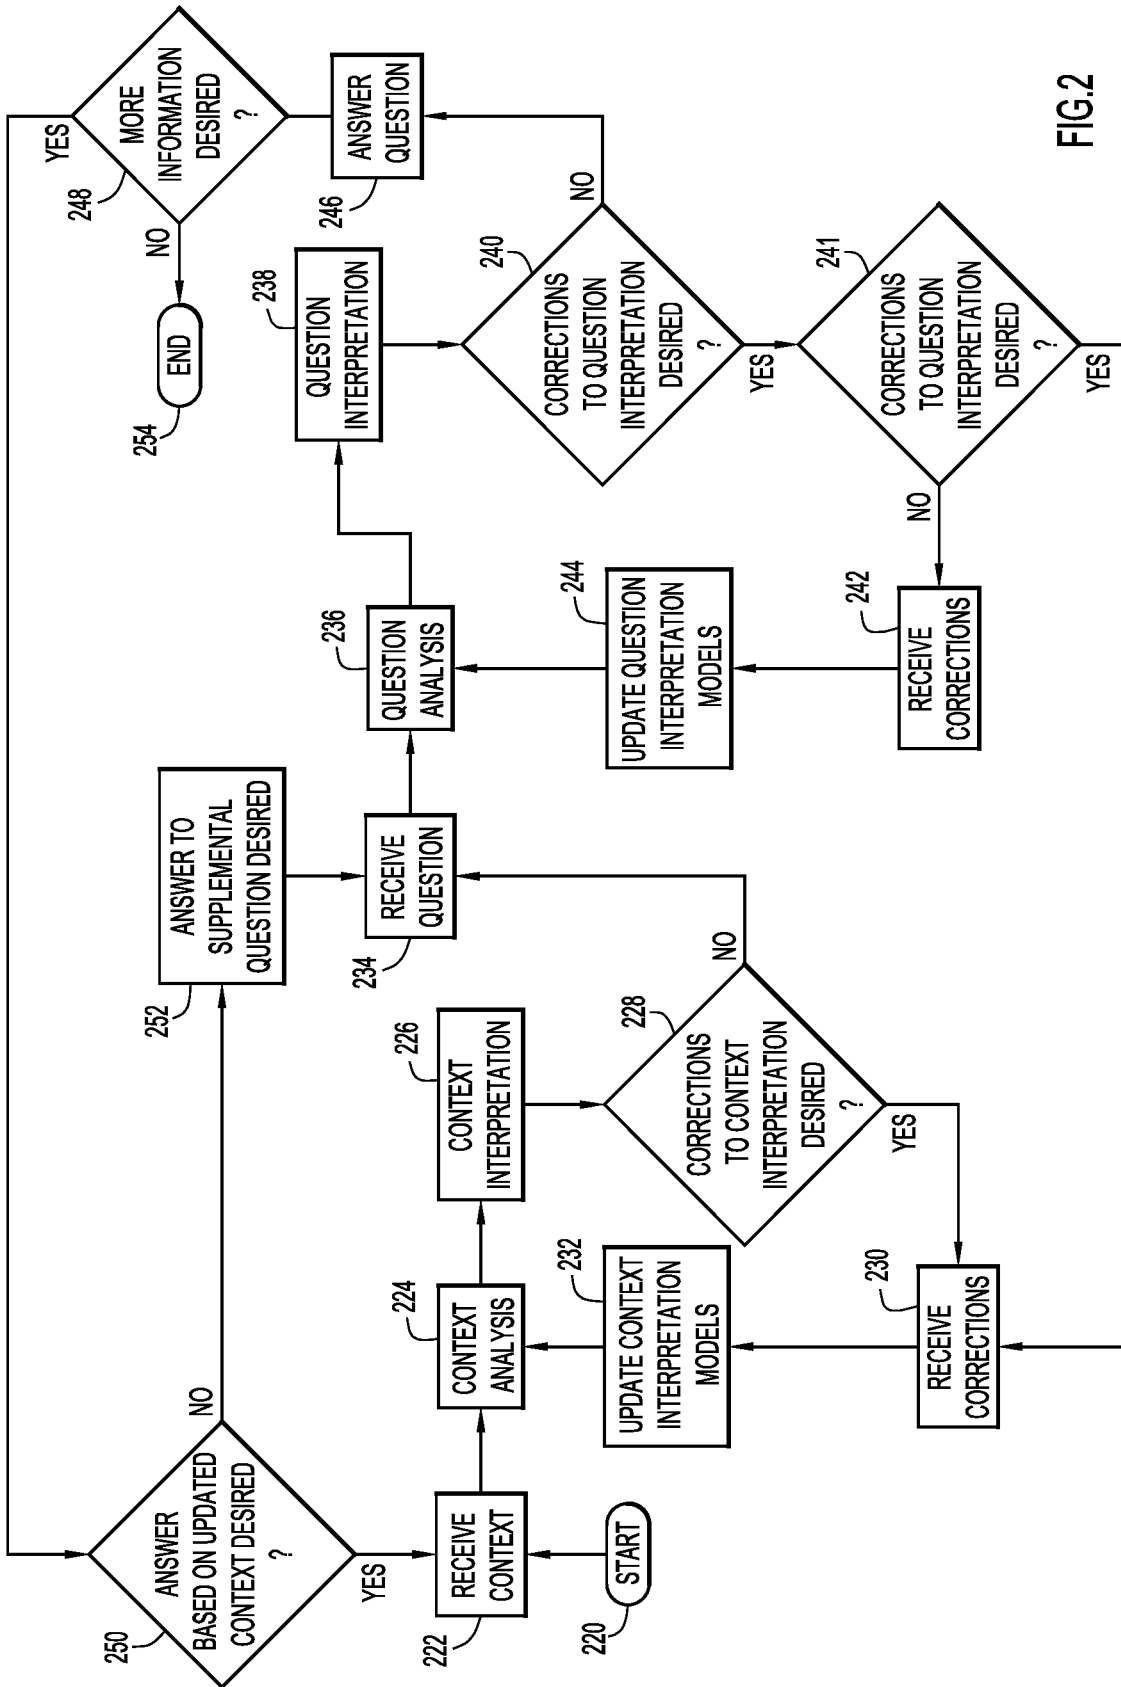 250
ANSWER
BASED ON UPDATED
CONTEXT DESIRED
?
NO
YES
252
ANSWER TO
SUPPLEMENTAL
QUESTION DESIRED
254
END
NO
248
MORE
INFORMATION
DESIRED
?
YES
222
RECEIVE
CONTEXT
220
START
224
CONTEXT
ANALYSIS
226
CONTEXT
INTERPRETATION
228
CORRECTIONS
TO CONTEXT
INTERPRETATION
DESIRED
?
NO
YES
230
RECEIVE
CORRECTIONS
232
UPDATE CONTEXT
INTERPRETATION
MODELS
234
RECEIVE
QUESTION
236
QUESTION
ANALYSIS
238
QUESTION
INTERPRETATION
240
CORRECTIONS
TO QUESTION
INTERPRETATION
DESIRED
?
NO
YES
246
ANSWER
QUESTION
241
CORRECTIONS
TO QUESTION
INTERPRETATION
DESIRED
?
NO
YES
242
RECEIVE
CORRECTIONS
244
UPDATE QUESTION
INTERPRETATION
MODELS
FIG.2